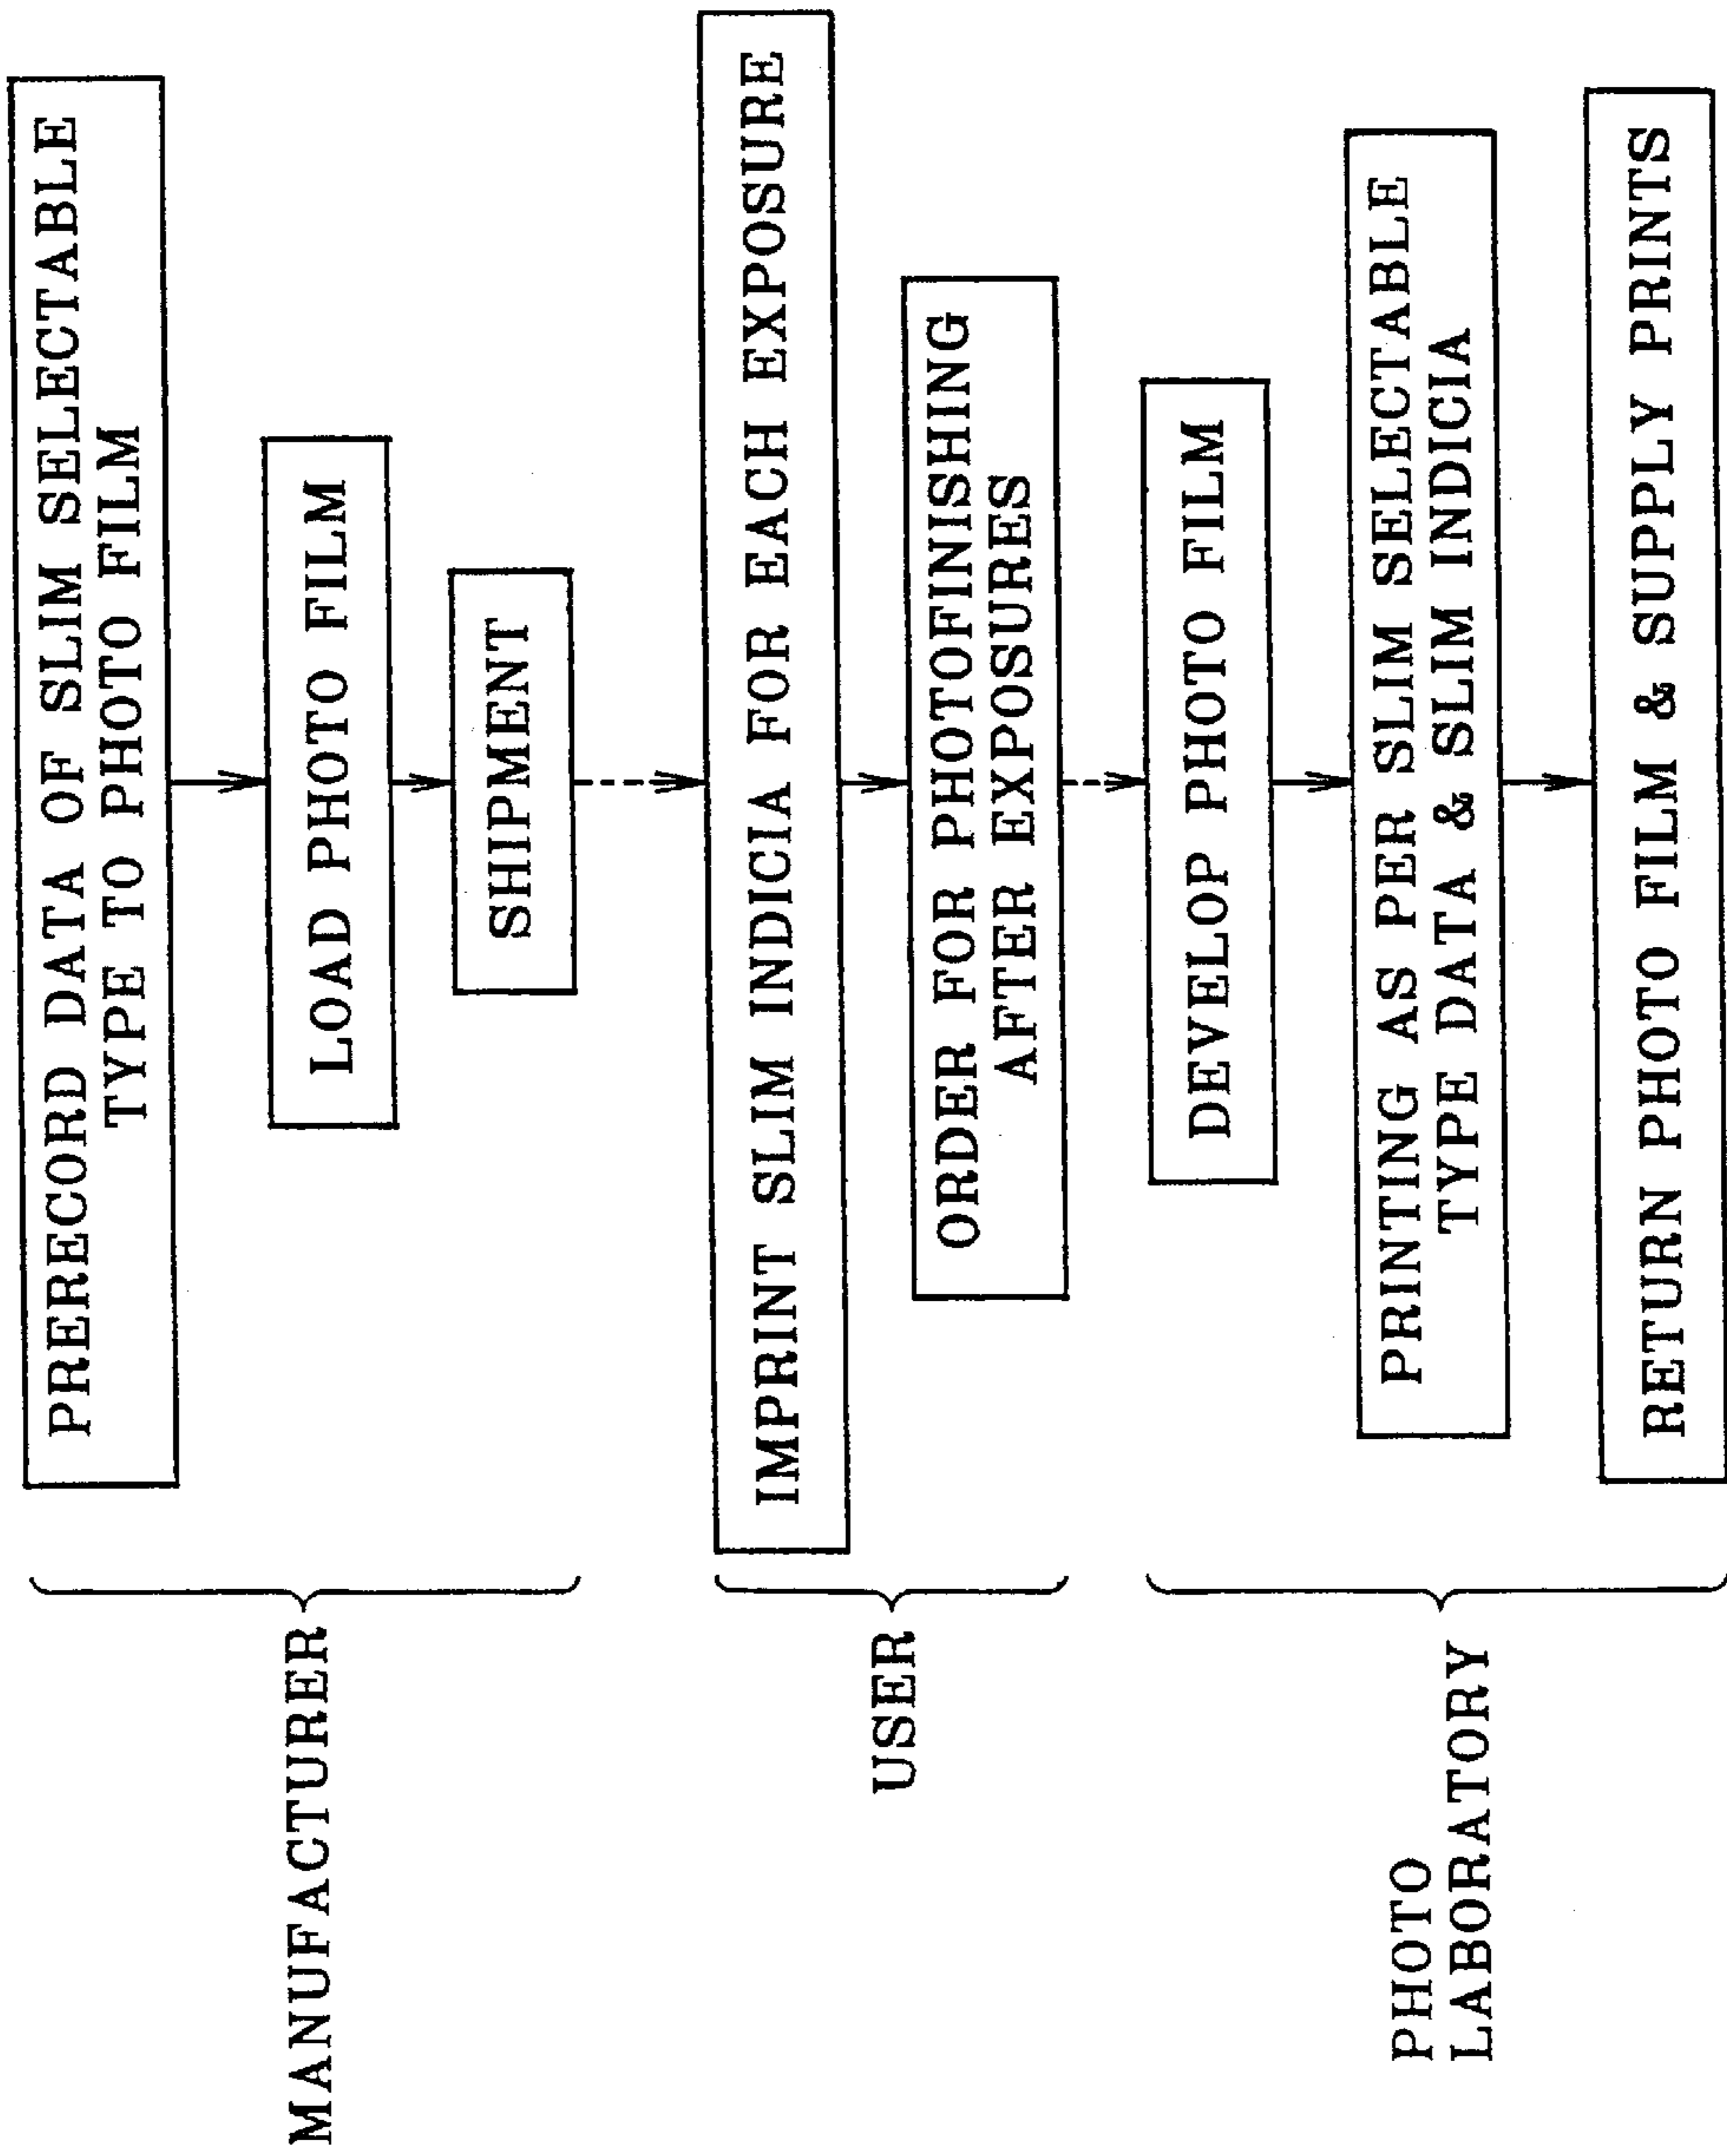 MANUFACTURER
PRERECORD DATA OF SLIM SELECTABLE
TYPE TO PHOTO FILM
LOAD PHOTO FILM
SHIPMENT
USER
IMPRINT SLIM INDICIA FOR EACH EXPOSURE
ORDER FOR PHOTOFINISHING
AFTER EXPOSURES
PHOTO
LABORATORY
DEVELOP PHOTO FILM
PRINTING AS PER SLIM SELECTABLE
TYPE DATA & SLIM INDICIA
RETURN PHOTO FILM & SUPPLY PRINTS